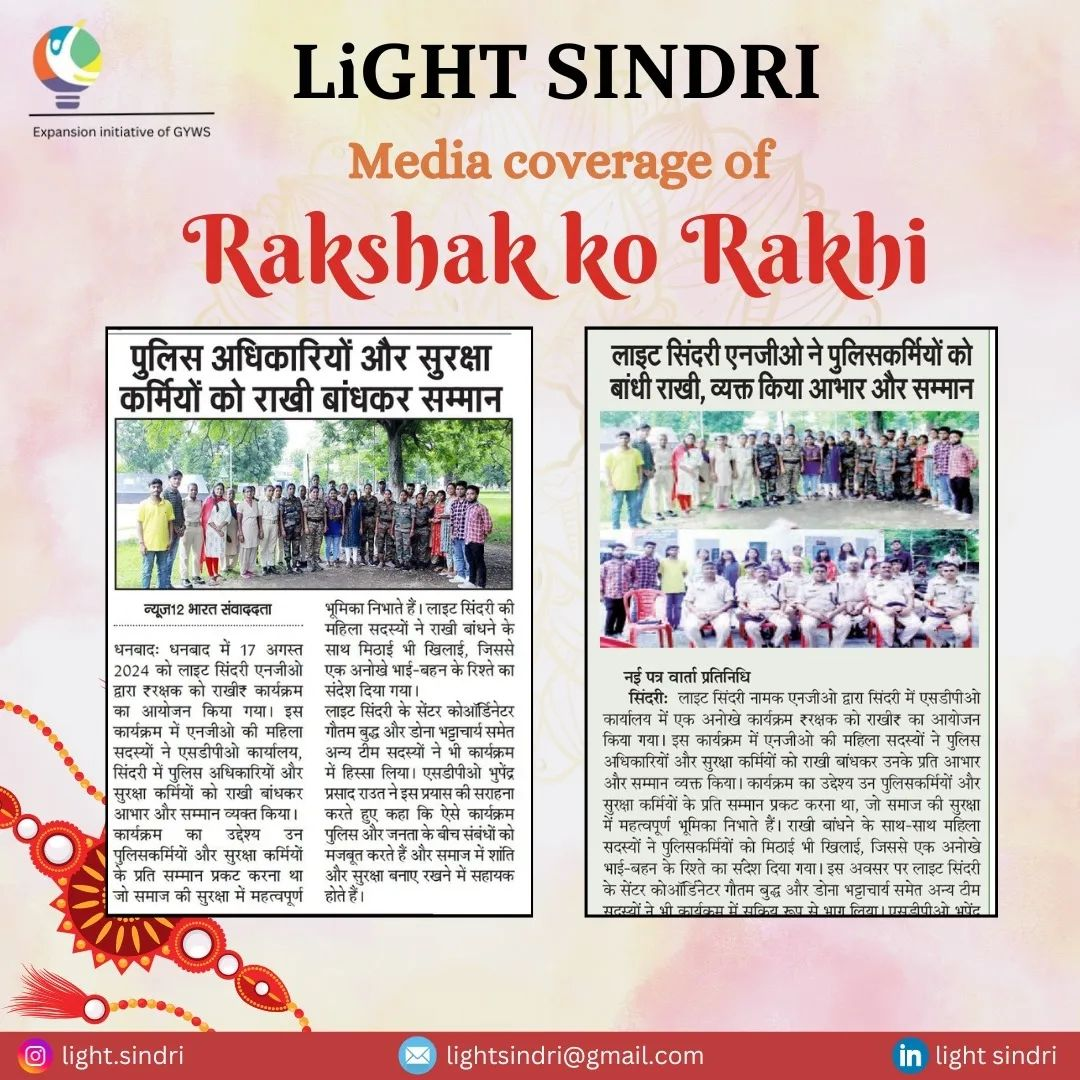 Expansion initiative of GYWS
LiGHT SINDRI
Media coverage of
Rakshak ko Rakhi
पुलिस अधिकारियों और सुरक्षा
कर्मियों को राखी बांधकर सम्मान
न्यूज12 भारत संवाददता
धनबादः धनबाद में 17 अगस्त
2024 को लाइट सिंदरी एनजीओ
द्वारा ₹रक्षक को राखी₹ कार्यक्रम
का आयोजन किया गया। इस
कार्यक्रम में एनजीओ की महिला
सदस्यों ने एसडीपीओ कार्यालय,
सिंदरी में पुलिस अधिकारियों और
सुरक्षा कर्मियों को राखी बांधकर
आभार और सम्मान व्यक्त किया।
कार्यक्रम का उद्देश्य उन
पुलिसकर्मियों और सुरक्षा कर्मियों
के प्रति सम्मान प्रकट करना था
जो समाज की सुरक्षा में महत्वपूर्ण
भूमिका निभाते हैं। लाइट सिंदरी की
महिला सदस्यों ने राखी बांधने के
साथ मिठाई भी खिलाई, जिससे
एक अनोखे भाई-बहन के रिश्ते का
संदेश दिया गया।
लाइट सिंदरी के सेंटर कोऑर्डिनेटर
गौतम बुद्ध और डोना भट्टाचार्य समेत
अन्य टीम सदस्यों ने भी कार्यक्रम
में हिस्सा लिया। एसडीपीओ भुपेंद्र
प्रसाद राउत ने इस प्रयास की सराहना
करते हुए कहा कि ऐसे कार्यक्रम
पुलिस और जनता के बीच संबंधों को
मजबूत करते हैं और समाज में शांति
और सुरक्षा बनाए रखने में सहायक
होते हैं।
लाइट सिंदरी एनजीओ ने पुलिसकर्मियों को
बांधी राखी, व्यक्त किया आभार और सम्मान
नई पत्र वार्ता प्रतिनिधि
सिंदरी: लाइट सिंदरी नामक एनजीओ द्वारा सिंदरी में एसडीपीओ
कार्यालय में एक अनोखे कार्यक्रम ₹रक्षक को राखी₹ का आयोजन
किया गया। इस कार्यक्रम में एनजीओ की महिला सदस्यों ने पुलिस
अधिकारियों और सुरक्षा कर्मियों को राखी बांधकर उनके प्रति आभार
और सम्मान व्यक्त किया। कार्यक्रम का उद्देश्य उन पुलिसकर्मियों और
सुरक्षा कर्मियों के प्रति सम्मान प्रकट करना था, जो समाज की सुरक्षा
में महत्वपूर्ण भूमिका निभाते हैं। राखी बांधने के साथ-साथ महिला
सदस्यों ने पुलिसकर्मियों को मिठाई भी खिलाई, जिससे एक अनोखे
भाई-बहन के रिश्ते का संदेश दिया गया। इस अवसर पर लाइट सिंदरी
के सेंटर कोऑर्डिनेटर गौतम बुद्ध और डोना भट्टाचार्य समेत अन्य टीम
सदस्यों ने भी कार्यक्रम में सक्रिय रूप से भाग लिया। एसडीपीओ भुपेंद्र
light.sindri
lightsindri@gmail.com
light sindri